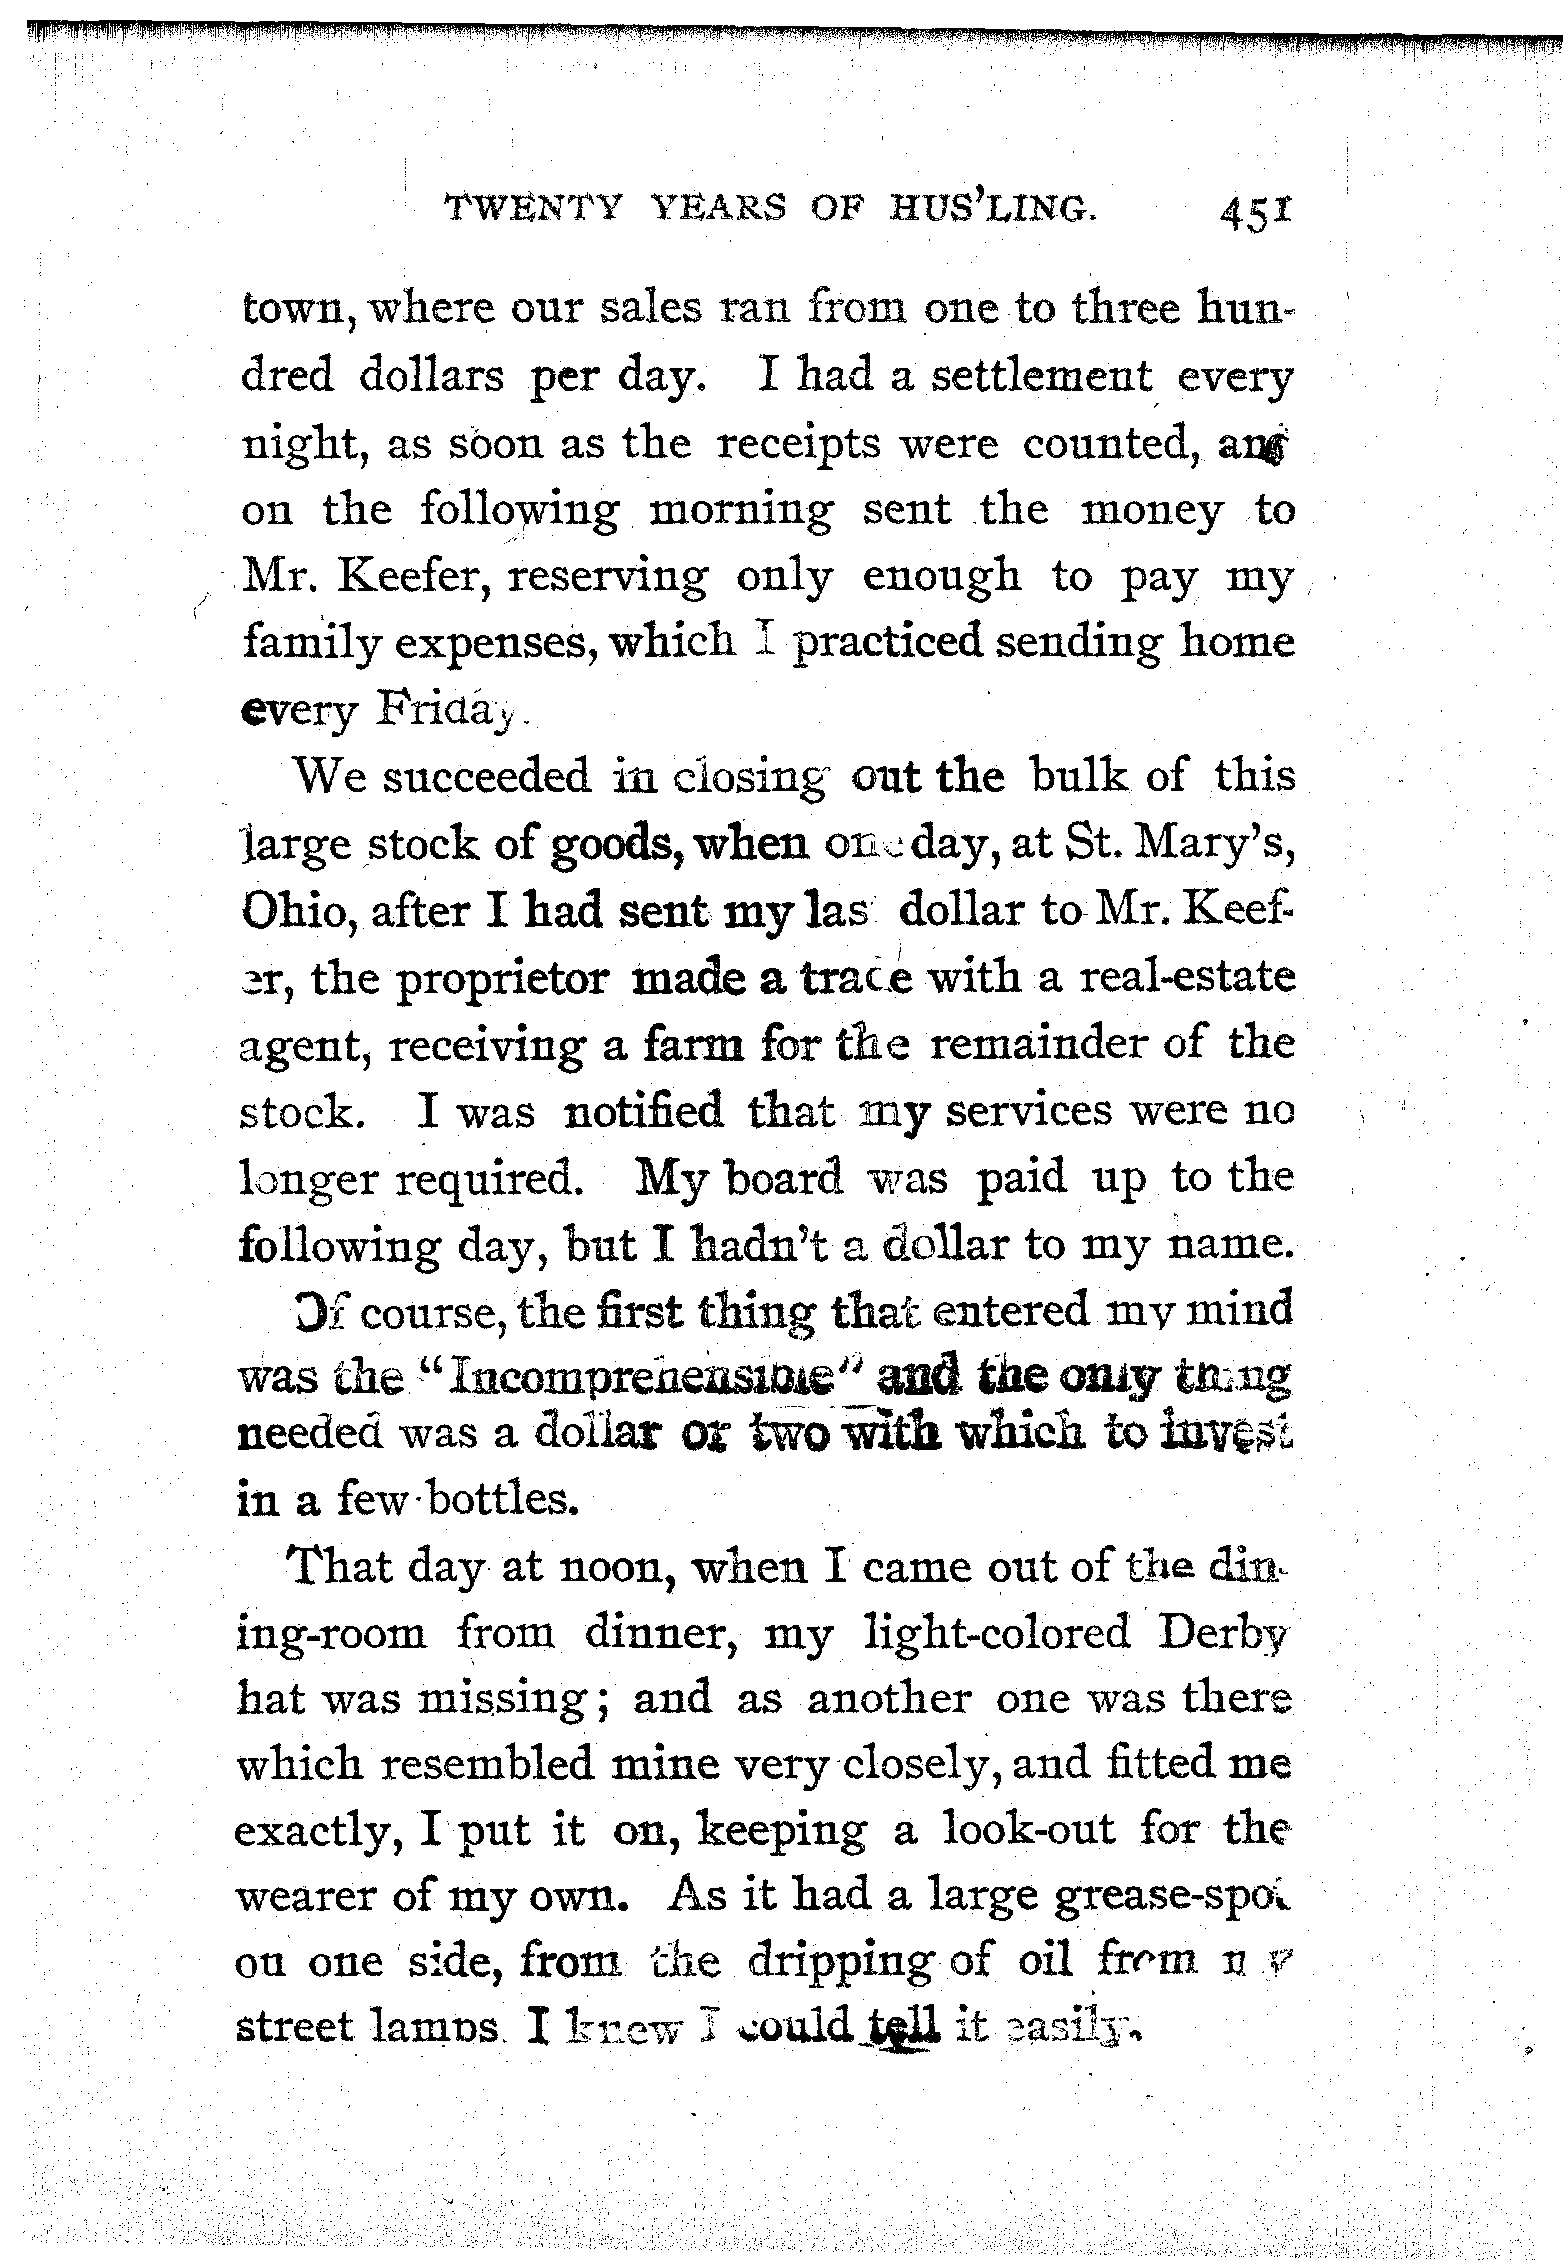 TWENTY YEARS OF HUS'LING. 451
town, where our sales ran from one to three hun-
dred dollars per day. I had a settlement every
night, as soon as the receipts were counted, and
on the following morning sent the money to
Mr. Keefer, reserving only enough to pay my
family expenses, which I practiced sending home
every Friday.
We succeeded in closing out the bulk of this
large stock of goods, when one day, at St. Mary's,
Ohio, after I had sent my last dollar to Mr. Keef-
er, the proprietor made a trade with a real-estate
agent, receiving a farm for the remainder of the
stock. I was notified that my services were no
longer required. My board was paid up to the
following day, but I hadn't a dollar to my name.
Of course, the first thing that entered my mind
was the "Incomprehensible" and the only thing
needed was a dollar or two with which to invest
in a few bottles.
That day at noon, when I came out of the din-
ing-room from dinner, my light-colored Derby
hat was missing; and as another one was there
which resembled mine very closely, and fitted me
exactly, I put it on, keeping a look-out for the
wearer of my own. As it had a large grease-spot
on one side, from the dripping of oil from my
street lamps. I knew I could tell it easily.